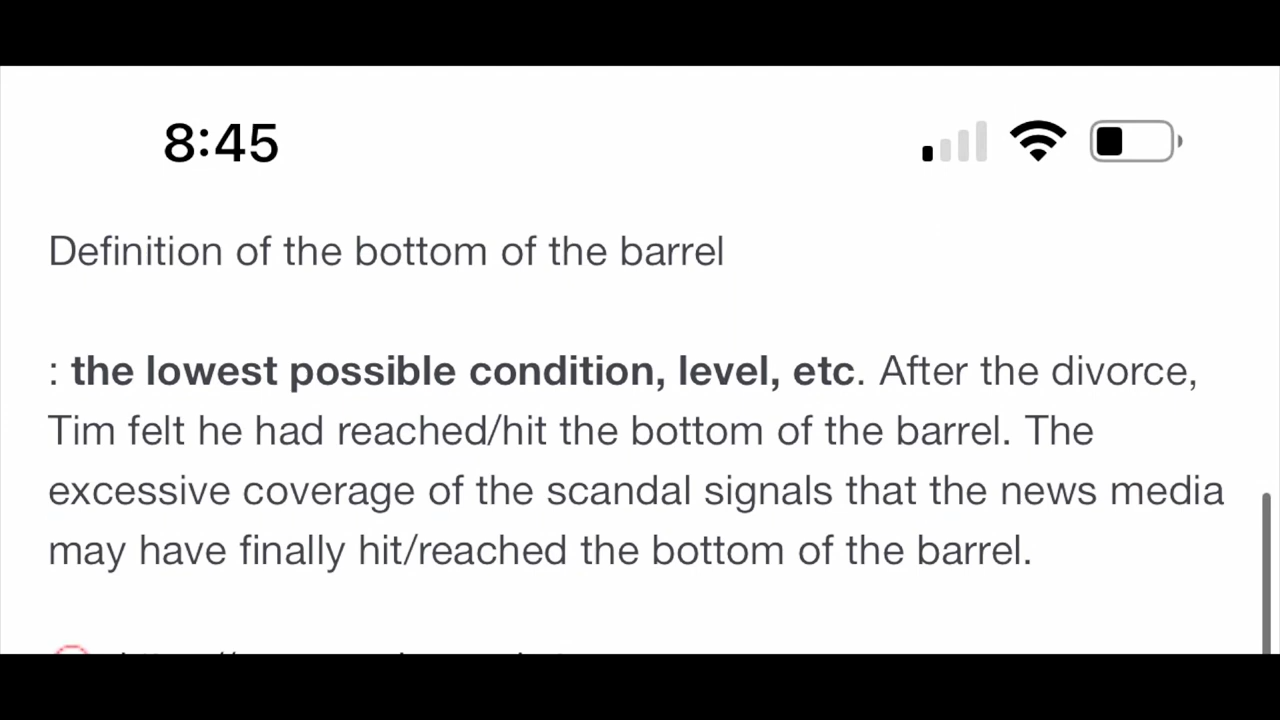 8:45
Definition of the bottom of the barrel
: the lowest possible condition, level, etc. After the divorce,
Tim felt he had reached/hit the bottom of the barrel. The
excessive coverage of the scandal signals that the news media
may have finally hit/reached the bottom of the barrel.